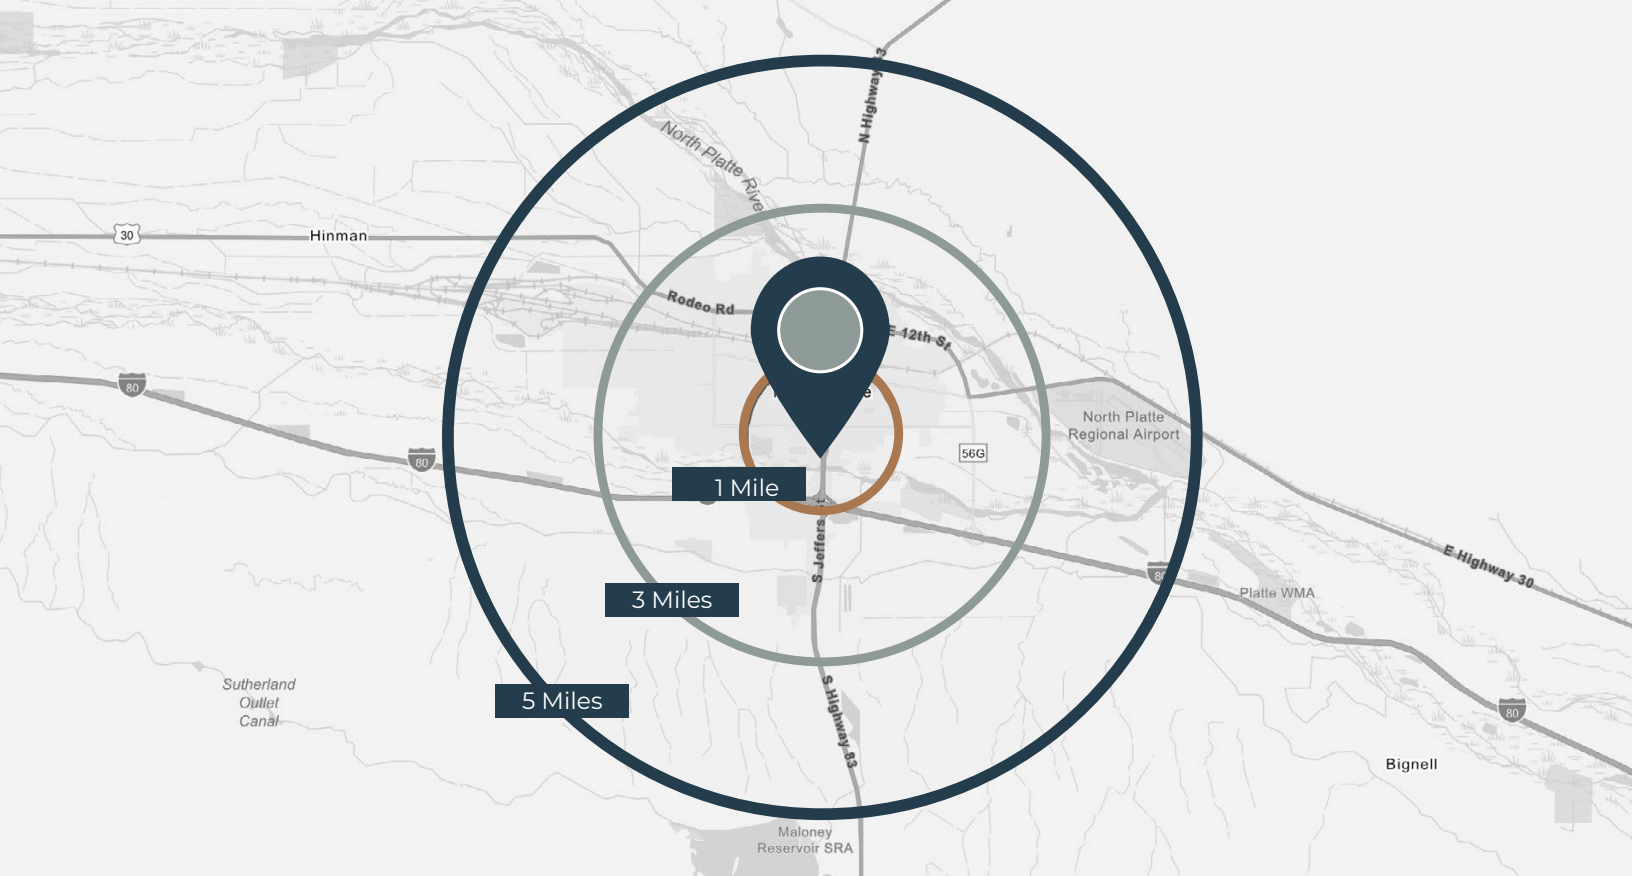 N Highway 83
North Platte River
30
Hinman
Rodeo Rd
E 12th St
80
North Platte
Regional Airport
80
56G
1 Mile
S Jeffers St
E Highway 30
80
Platte WMA
3 Miles
Sutherland
Outlet
Canal
5 Miles
S Highway 83
80
Bignell
Maloney
Reservoir SRA